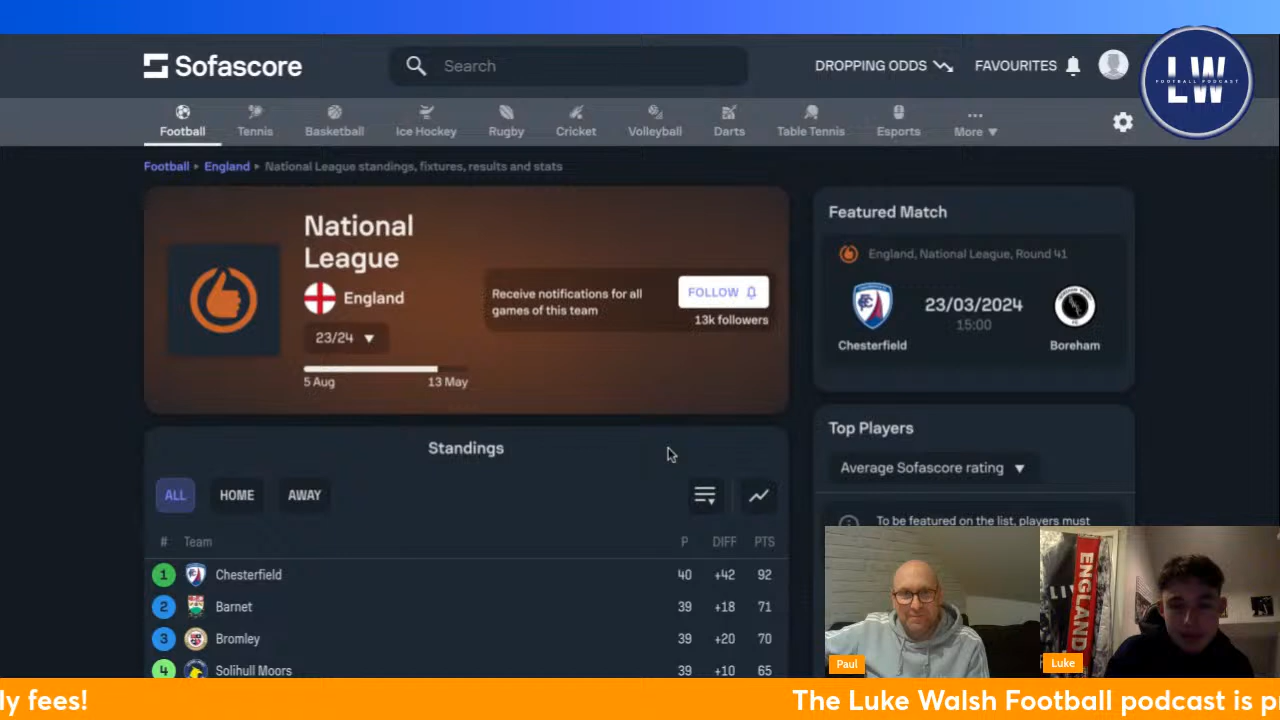 Sofascore
Search
DROPPING ODDS
FAVOURITES
LW
FOOTBALL PODCAST
Football
Tennis
Basketball
Ice Hockey
Rugby
Cricket
Volleyball
Darts
Table Tennis
Esports
More
Football
England
National League standings, fixtures, results and stats
National
League
England
23/24
5 Aug
13 May
Receive notifications for all
games of this team
FOLLOW
13k followers
Featured Match
England, National League, Round 41
23/03/2024
15:00
Chesterfield
Boreham
Standings
ALL
HOME
AWAY
# Team P DIFF PTS
1 Chesterfield 40 +42 92
2 Barnet 39 +18 71
3 Bromley 39 +20 70
4 Solihull Moors 39 +10 65
Top Players
Average Sofascore rating
To be featured on the list, players must
ENGLAND
Paul
Luke
ly fees!
The Luke Walsh Football podcast is p